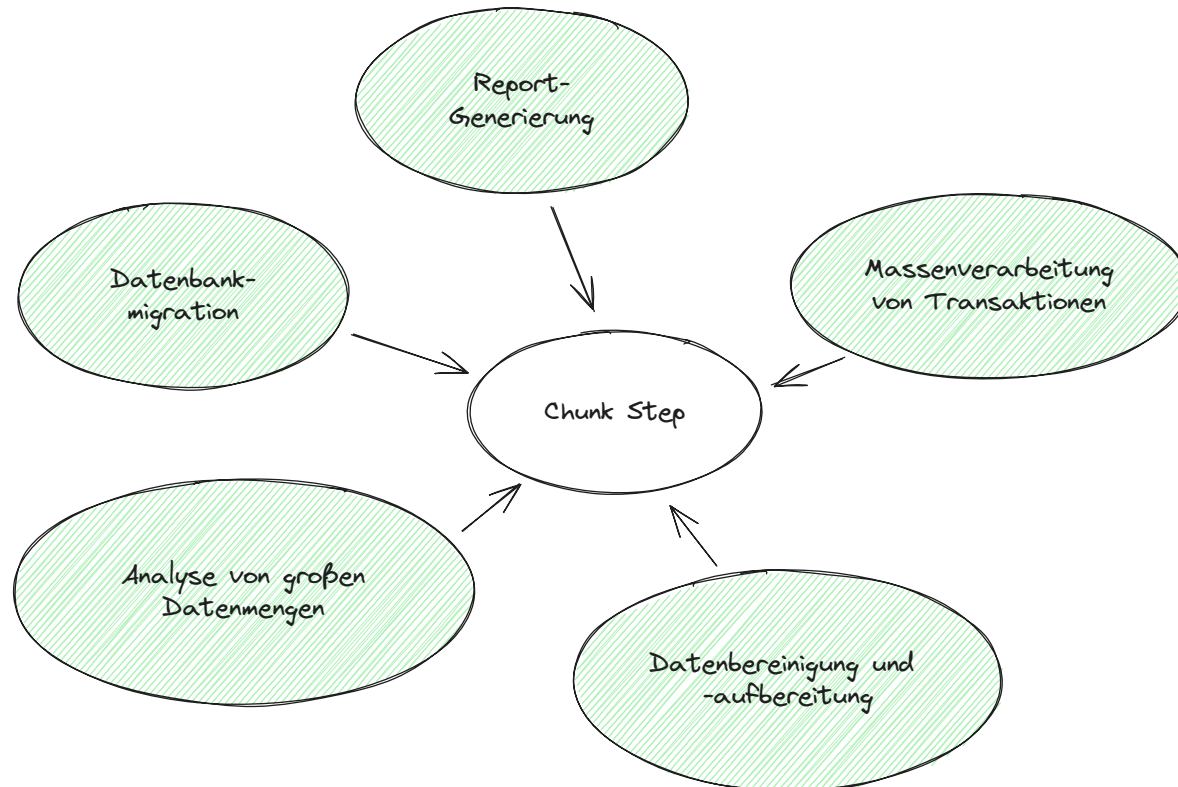 Report-
Generierung
Datenbank-
migration
Massenverarbeitung
von Transaktionen
Chunk Step
Analyse von großen
Datenmengen
Datenbereinigung und
-aufbereitung